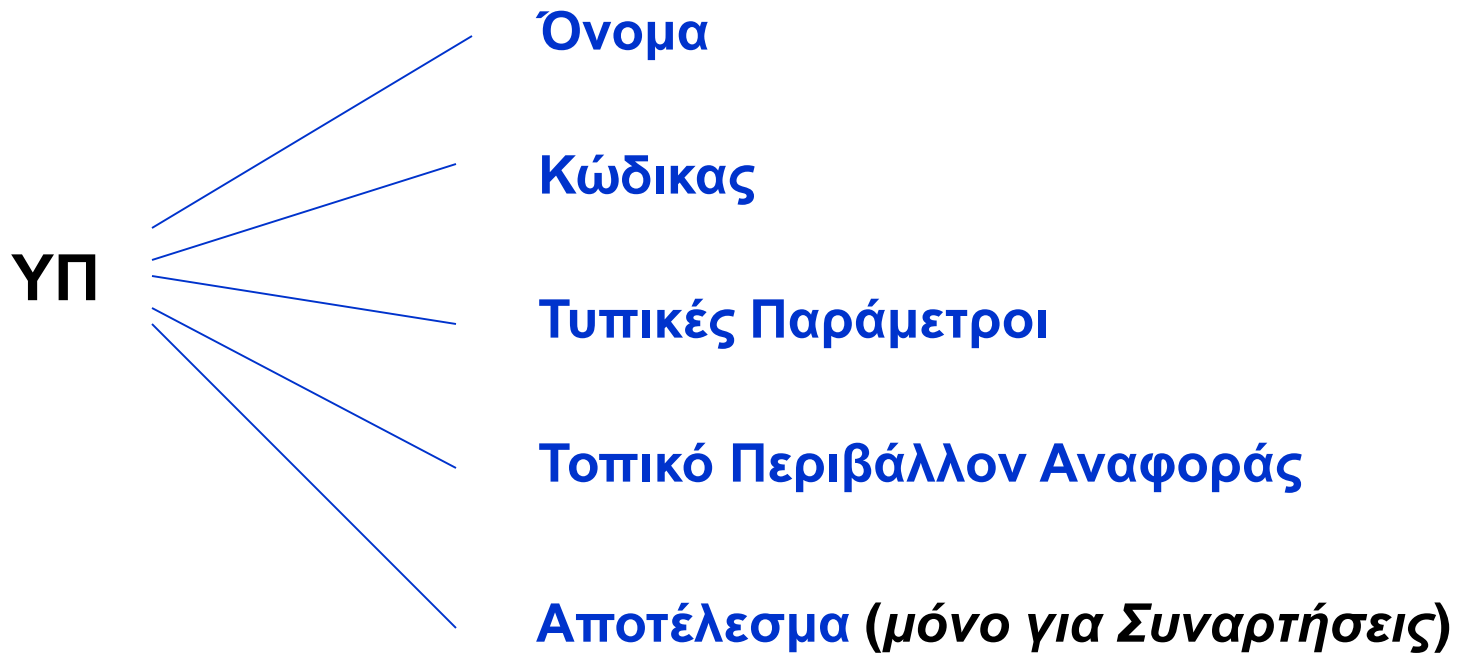 Όνομα
Κώδικας
ΥΠ
Τυπικές Παράμετροι
Τοπικό Περιβάλλον Αναφοράς
Αποτέλεσμα (μόνο για Συναρτήσεις)